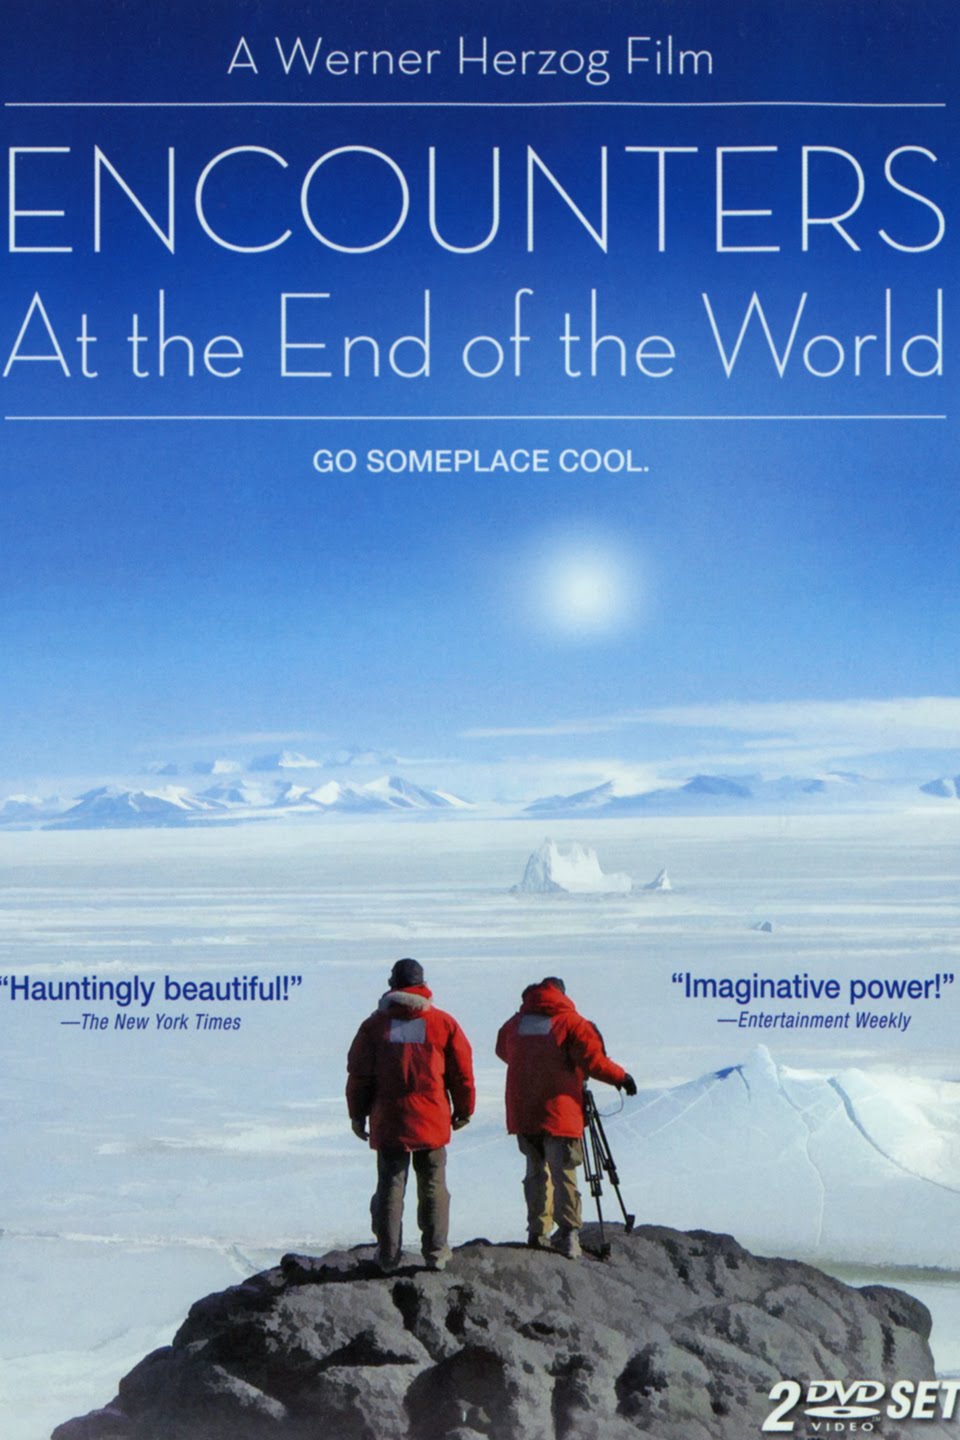 A Werner Herzog Film
ENCOUNTERS
At the End of the World
GO SOMEPLACE COOL.
“Hauntingly beautiful!”
—The New York Times
“Imaginative power!”
—Entertainment Weekly
2 DVD SET
VIDEO™